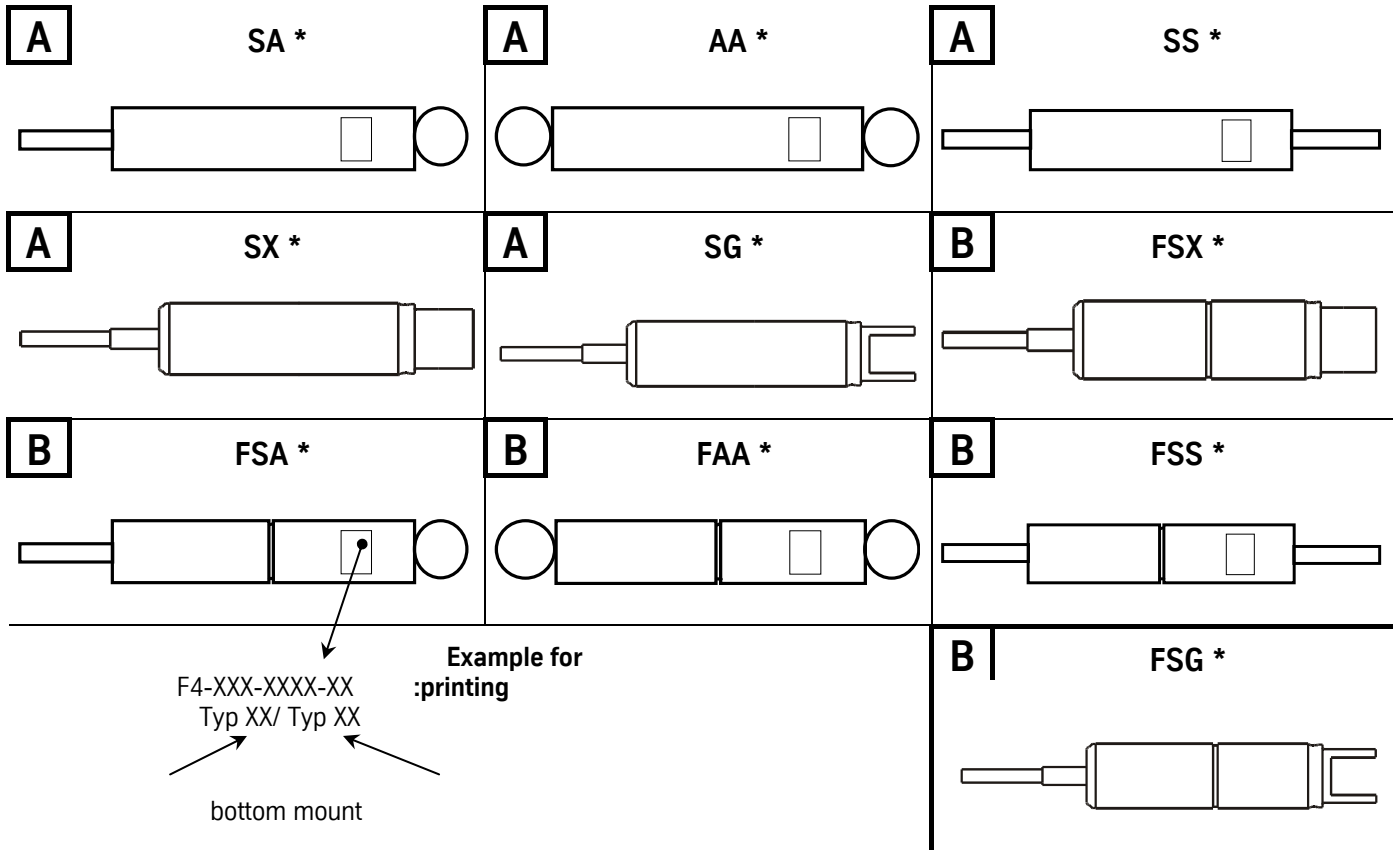 A
SA *
A
AA *
A
SS *
A
SX *
A
SG *
B
FSX *
B
FSA *
B
FAA *
B
FSS *
Example for
:printing
F4-XXX-XXXX-XX
Typ XX/ Typ XX
bottom mount
B
FSG *